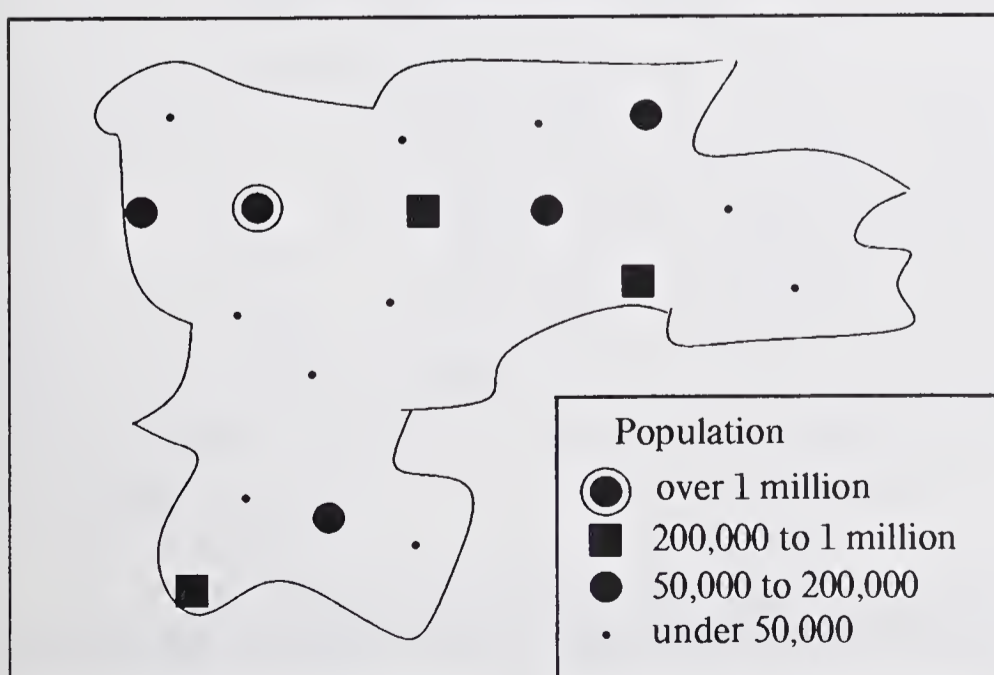 Population
over 1 million
200,000 to 1 million
50,000 to 200,000
under 50,000